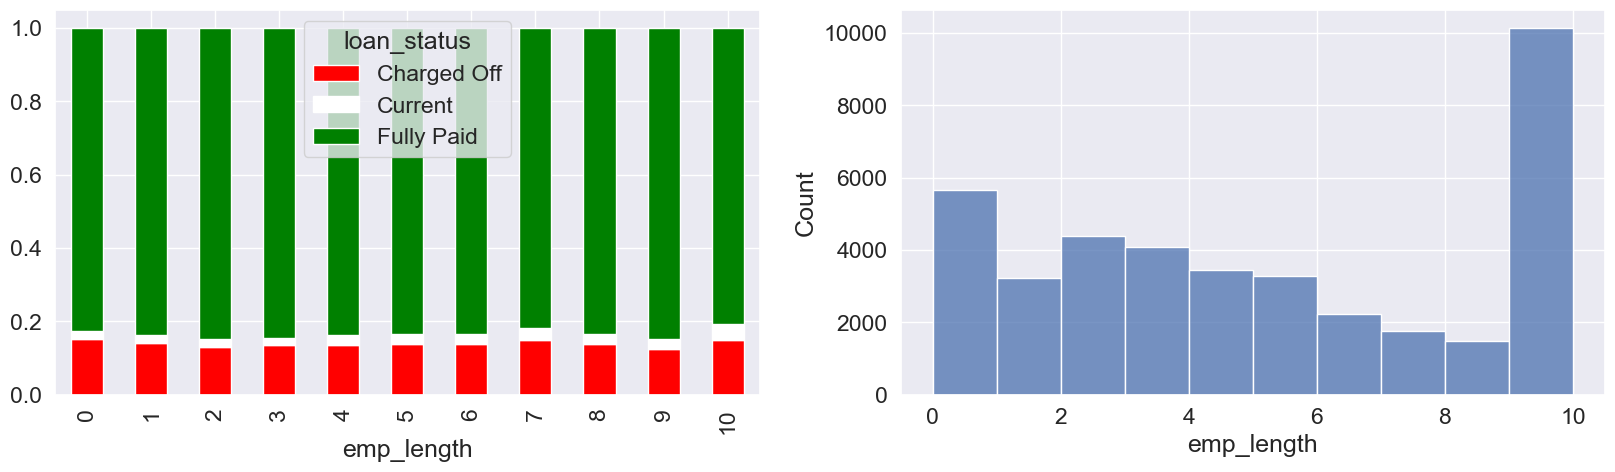 1.0
0.8
0.6
0.4
0.2
0.0
loan_status
Charged Off
Current
Fully Paid
0 1 2 3 4 5 6 7 8 9 10
emp_length
10000
8000
6000
4000
2000
0
Count
0 2 4 6 8 10
emp_length